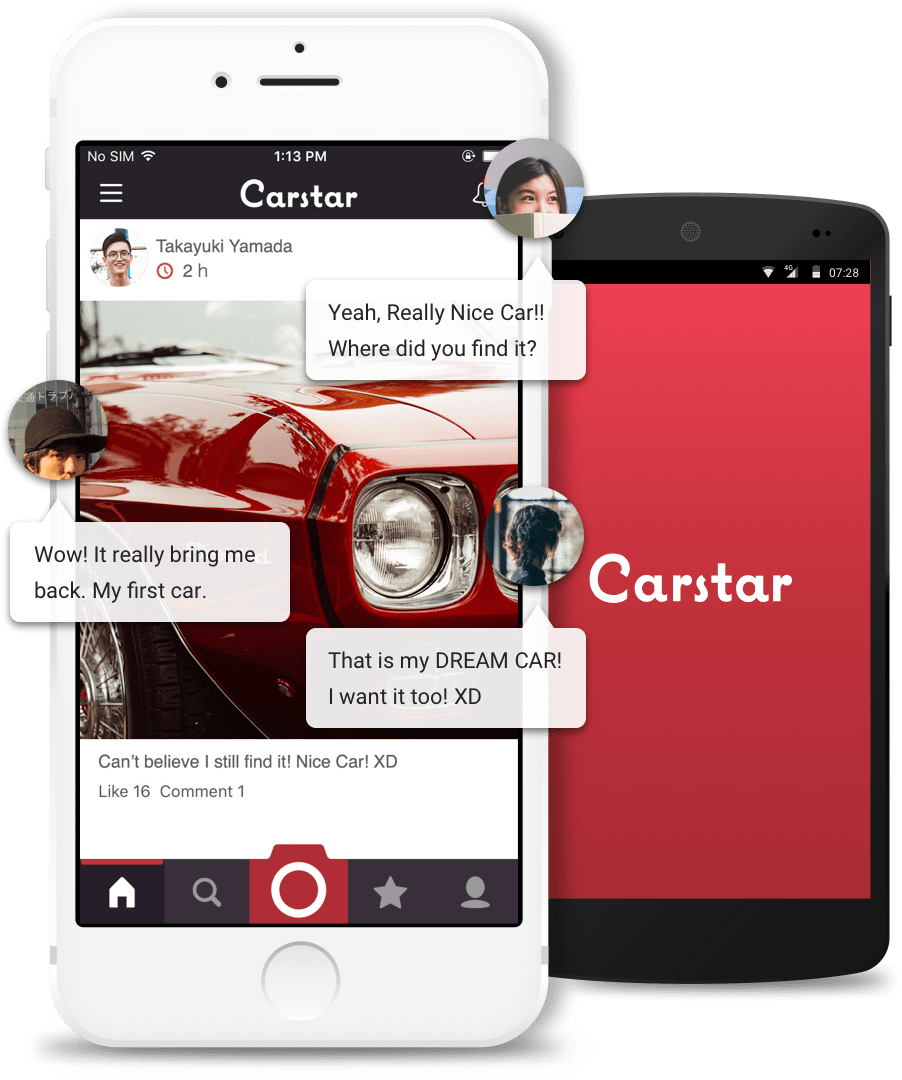 No SIM 1:13 PM
Carstar
Takayuki Yamada
2 h
Yeah, Really Nice Car!!
Where did you find it?
Wow! It really bring me
back. My first car.
That is my DREAM CAR!
I want it too! XD
Can't believe I still find it! Nice Car! XD
Like 16 Comment 1
4G 07:28
Carstar